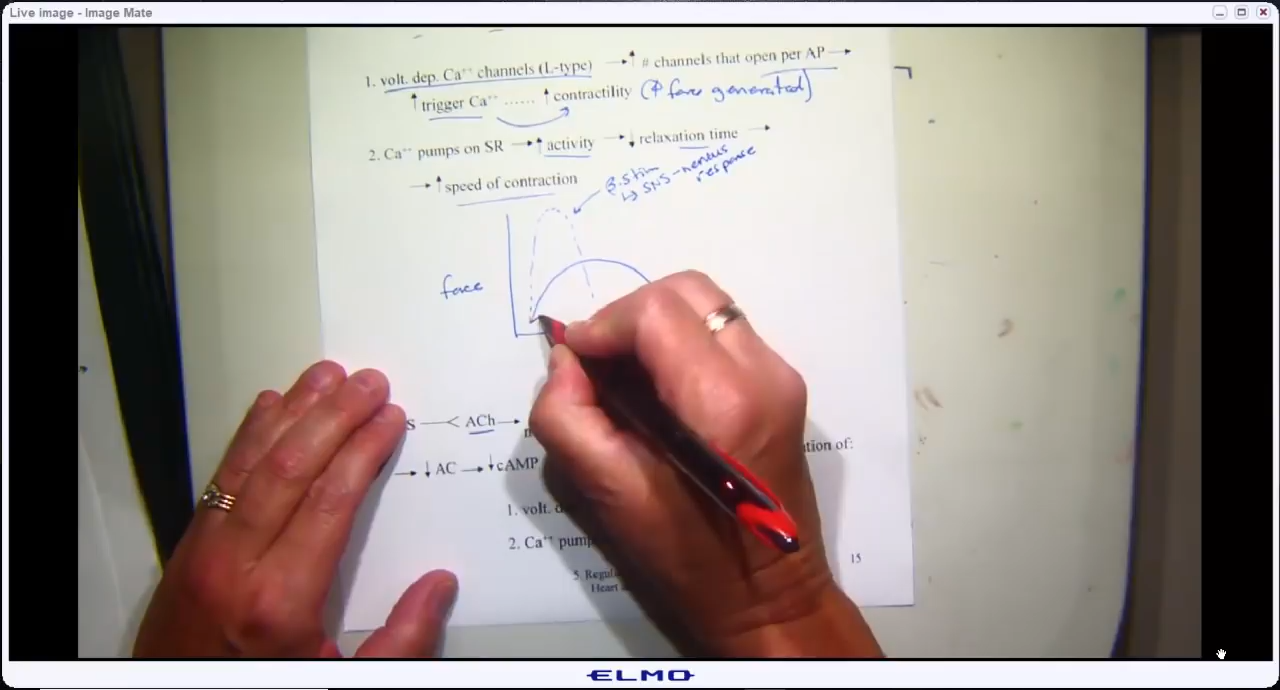 Live image - Image Mate
1. volt. dep. Ca⁺⁺ channels (L-type) → ↑ # channels that open per AP →
↑ trigger Ca⁺⁺ ...... ↑ contractility (↑ force generated)
2. Ca⁺⁺ pumps on SR → ↑ activity → ↓ relaxation time →
→ ↑ speed of contraction
β-stim
↳ SNS-nervous
response
force
S —< ACh →
→ ↓ AC → ↓ cAMP
tion of:
1. volt. d
2. Ca⁺⁺ pump
15
5. Regul
Heart
ELMO